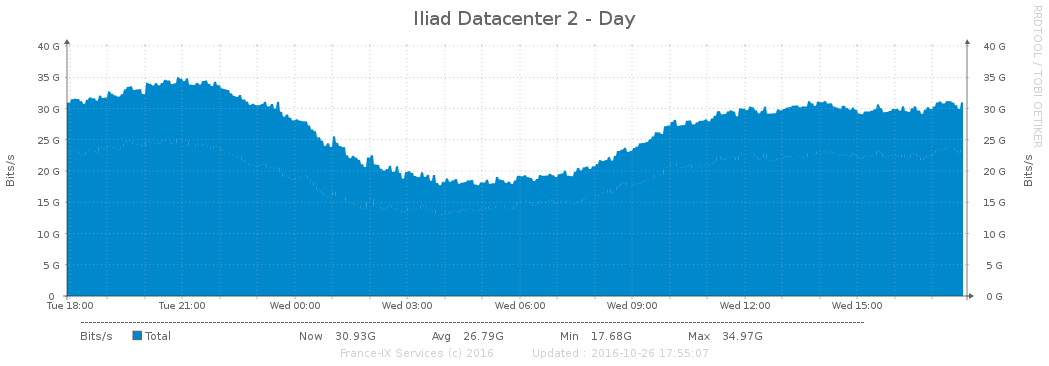 Iliad Datacenter 2 - Day
RRDTOOL / TOBI OETIKER
40 G 40 G
35 G 35 G
30 G 30 G
25 G 25 G
20 G 20 G
15 G 15 G
10 G 10 G
5 G 5 G
0 0 G
Bits/s
Bits/s
Tue 18:00 Tue 21:00 Wed 00:00 Wed 03:00 Wed 06:00 Wed 09:00 Wed 12:00 Wed 15:00
Bits/s Total Now 30.93G Avg 26.79G Min 17.68G Max 34.97G
France-IX Services (c) 2016 Updated : 2016-10-26 17:55:07